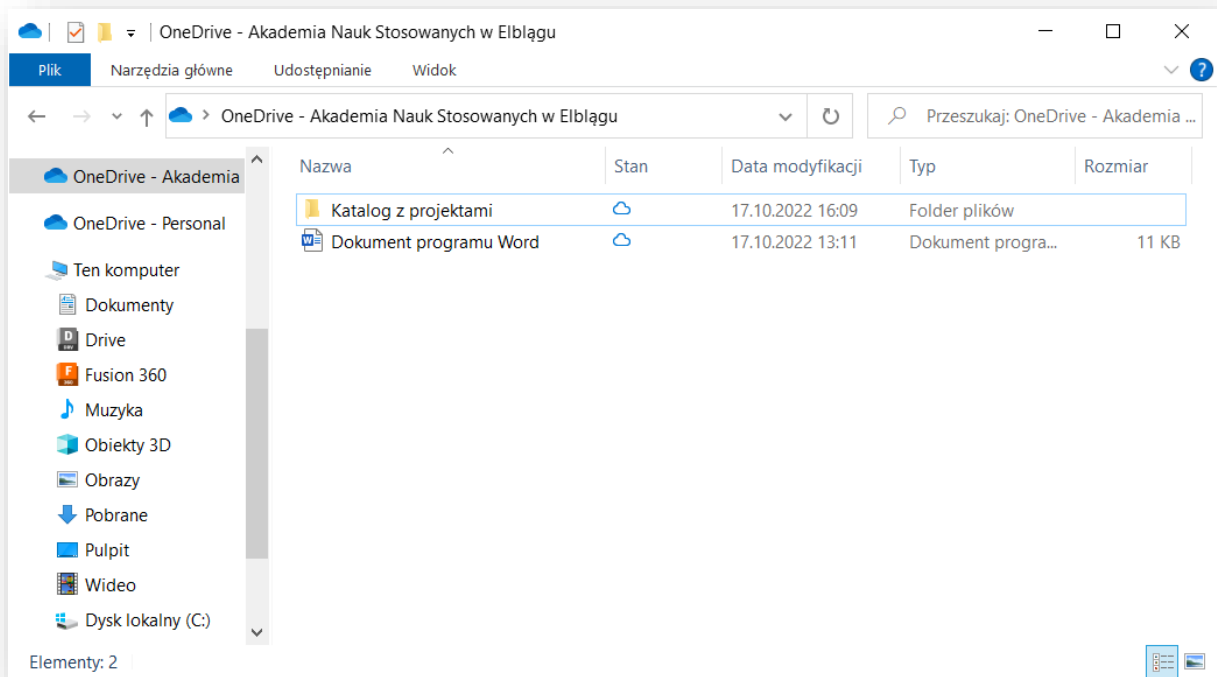 OneDrive - Akademia Nauk Stosowanych w Elblągu
Plik Narzędzia główne Udostępnianie Widok
OneDrive - Akademia Nauk Stosowanych w Elblągu Przeszukaj: OneDrive - Akademia ...
OneDrive - Akademia
OneDrive - Personal
Ten komputer
Dokumenty
Drive
Fusion 360
Muzyka
Obiekty 3D
Obrazy
Pobrane
Pulpit
Wideo
Dysk lokalny (C:)
Nazwa Stan Data modyfikacji Typ Rozmiar
Katalog z projektami 17.10.2022 16:09 Folder plików
Dokument programu Word 17.10.2022 13:11 Dokument progra... 11 KB
Elementy: 2